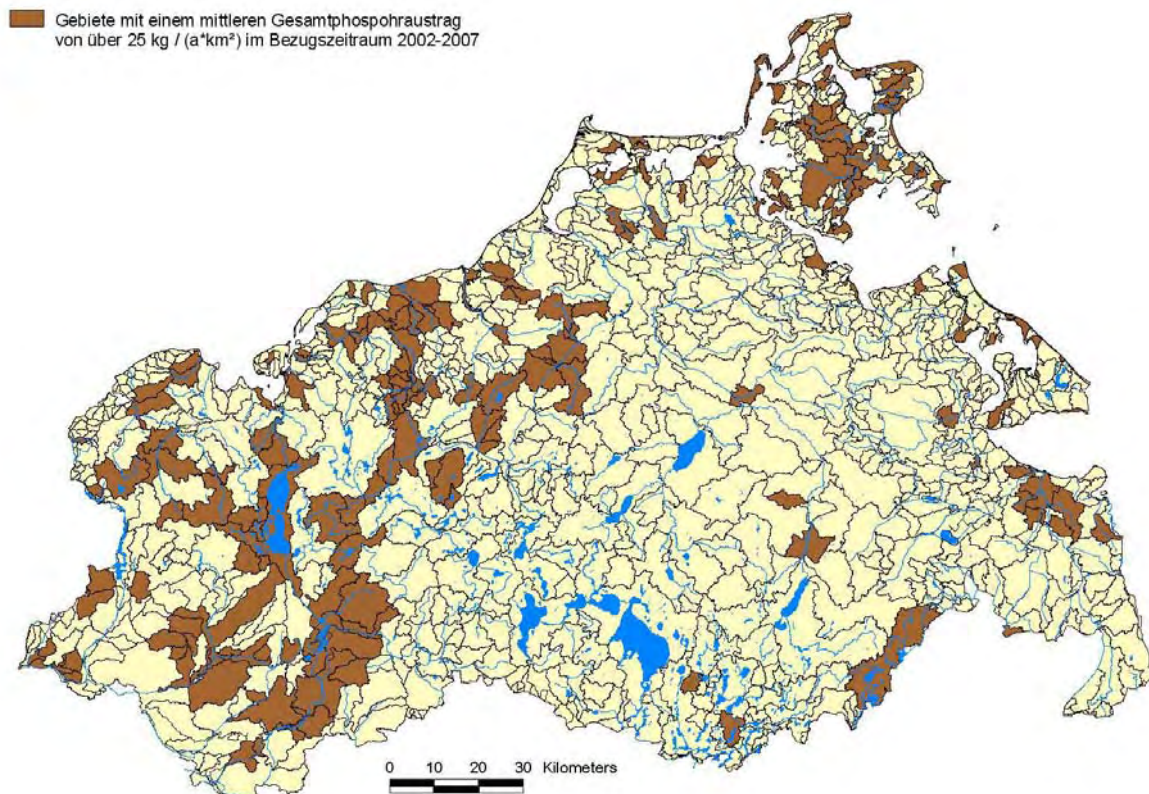 Gebiete mit einem mittleren Gesamtphospohraustrag
von über 25 kg / (a*km²) im Bezugszeitraum 2002-2007
0 10 20 30 Kilometers